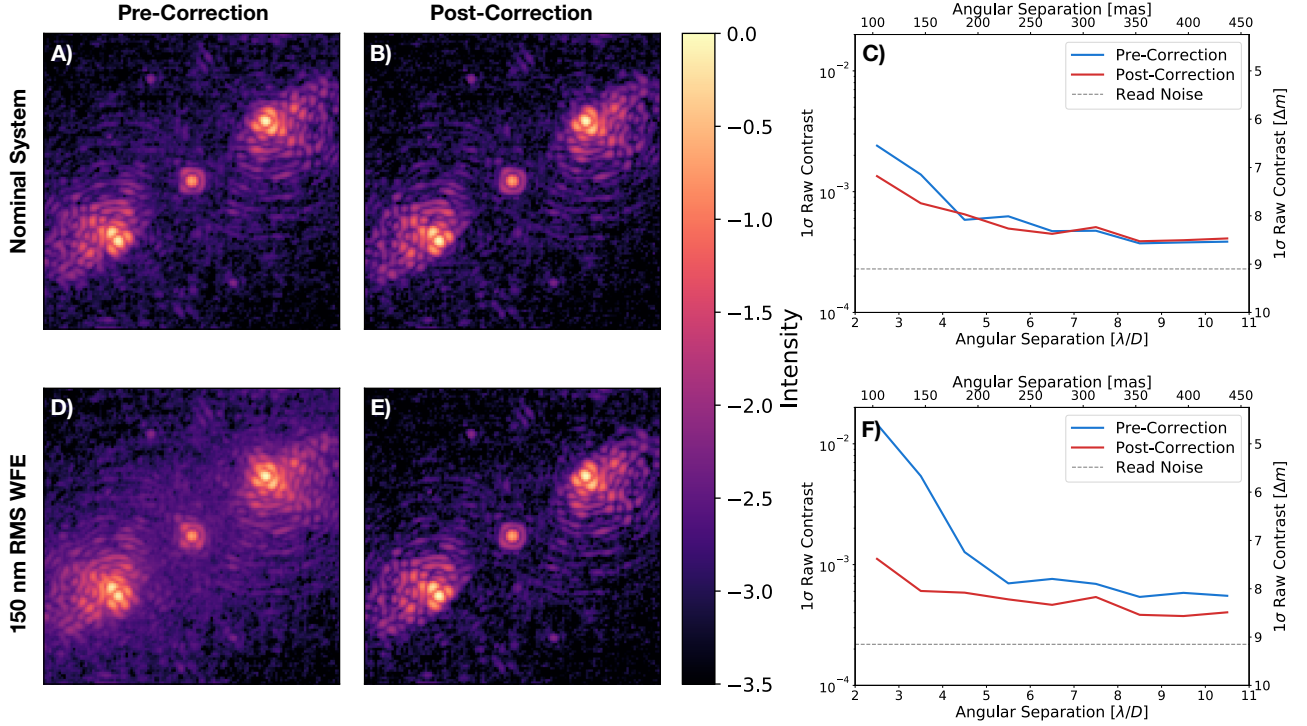 Pre-Correction
Post-Correction
Nominal System
150 nm RMS WFE
A)
B)
D)
E)
0.0
−0.5
−1.0
−1.5
−2.0
−2.5
−3.0
−3.5
Intensity
Angular Separation [mas]
100 150 200 250 300 350 400 450
C)
Pre-Correction
Post-Correction
Read Noise
1σ Raw Contrast
10⁻²
10⁻³
10⁻⁴
5
6
7
8
9
10
1σ Raw Contrast [Δm]
2 3 4 5 6 7 8 9 10 11
Angular Separation [λ/D]
Angular Separation [mas]
100 150 200 250 300 350 400 450
F)
Pre-Correction
Post-Correction
Read Noise
1σ Raw Contrast
10⁻²
10⁻³
10⁻⁴
5
6
7
8
9
10
1σ Raw Contrast [Δm]
2 3 4 5 6 7 8 9 10 11
Angular Separation [λ/D]